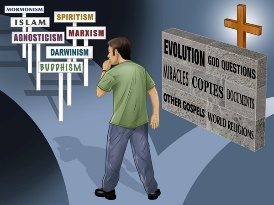 MORMONISM
SPIRITISM
ISLAM
MARXISM
AGNOSTICISM
DARWINISM
BUDDHISM
EVOLUTION GOD QUESTIONS
MIRACLES COPIES DOCUMENTS
OTHER GOSPELS WORLD RELIGIONS